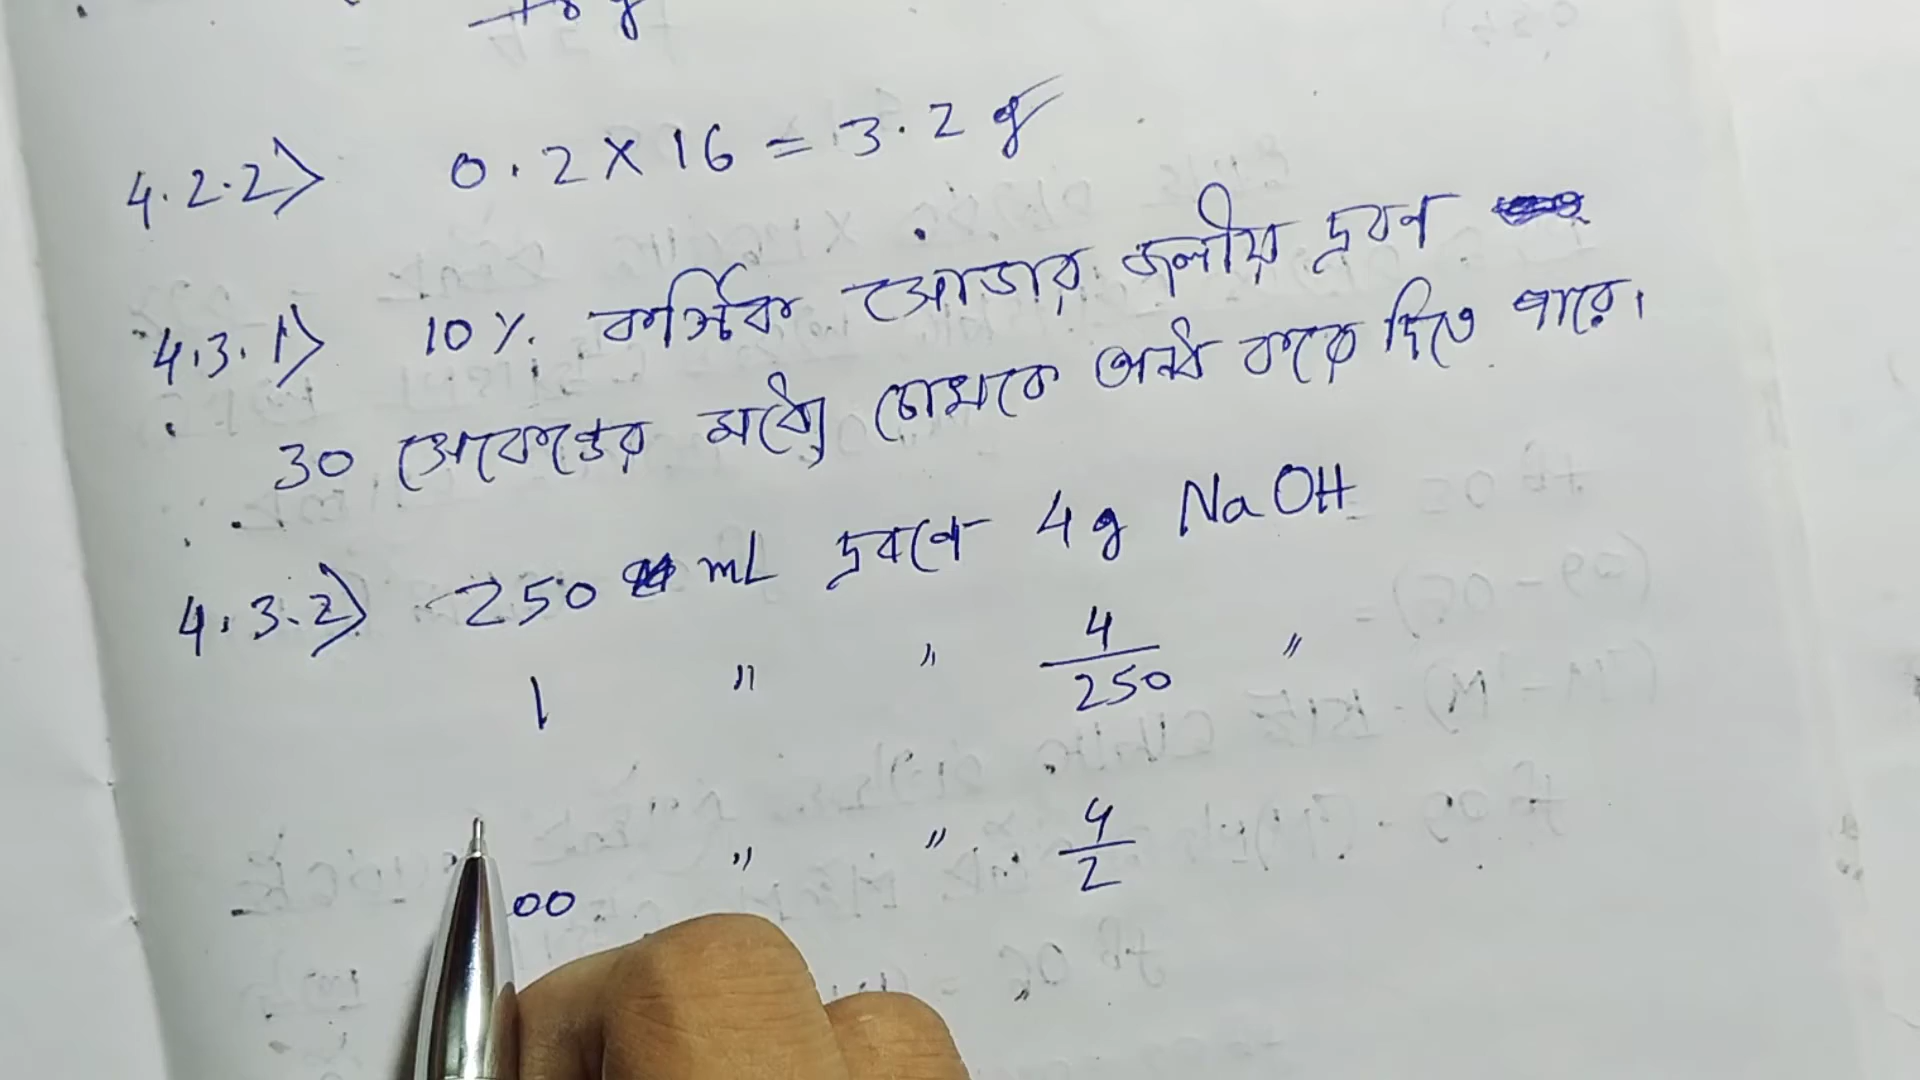 4.2.2) 0.2 × 16 = 3.2 g
4.3.1) 10% কস্টিক সোডার জলীয় দ্রবণ
30 সেকেন্ডের মধ্যে চোখকে অন্ধ করে দিতে পারে।
4.3.2) 250 mL দ্রবণে 4g NaOH
1 " " 4/250 "
00 " " 4/2